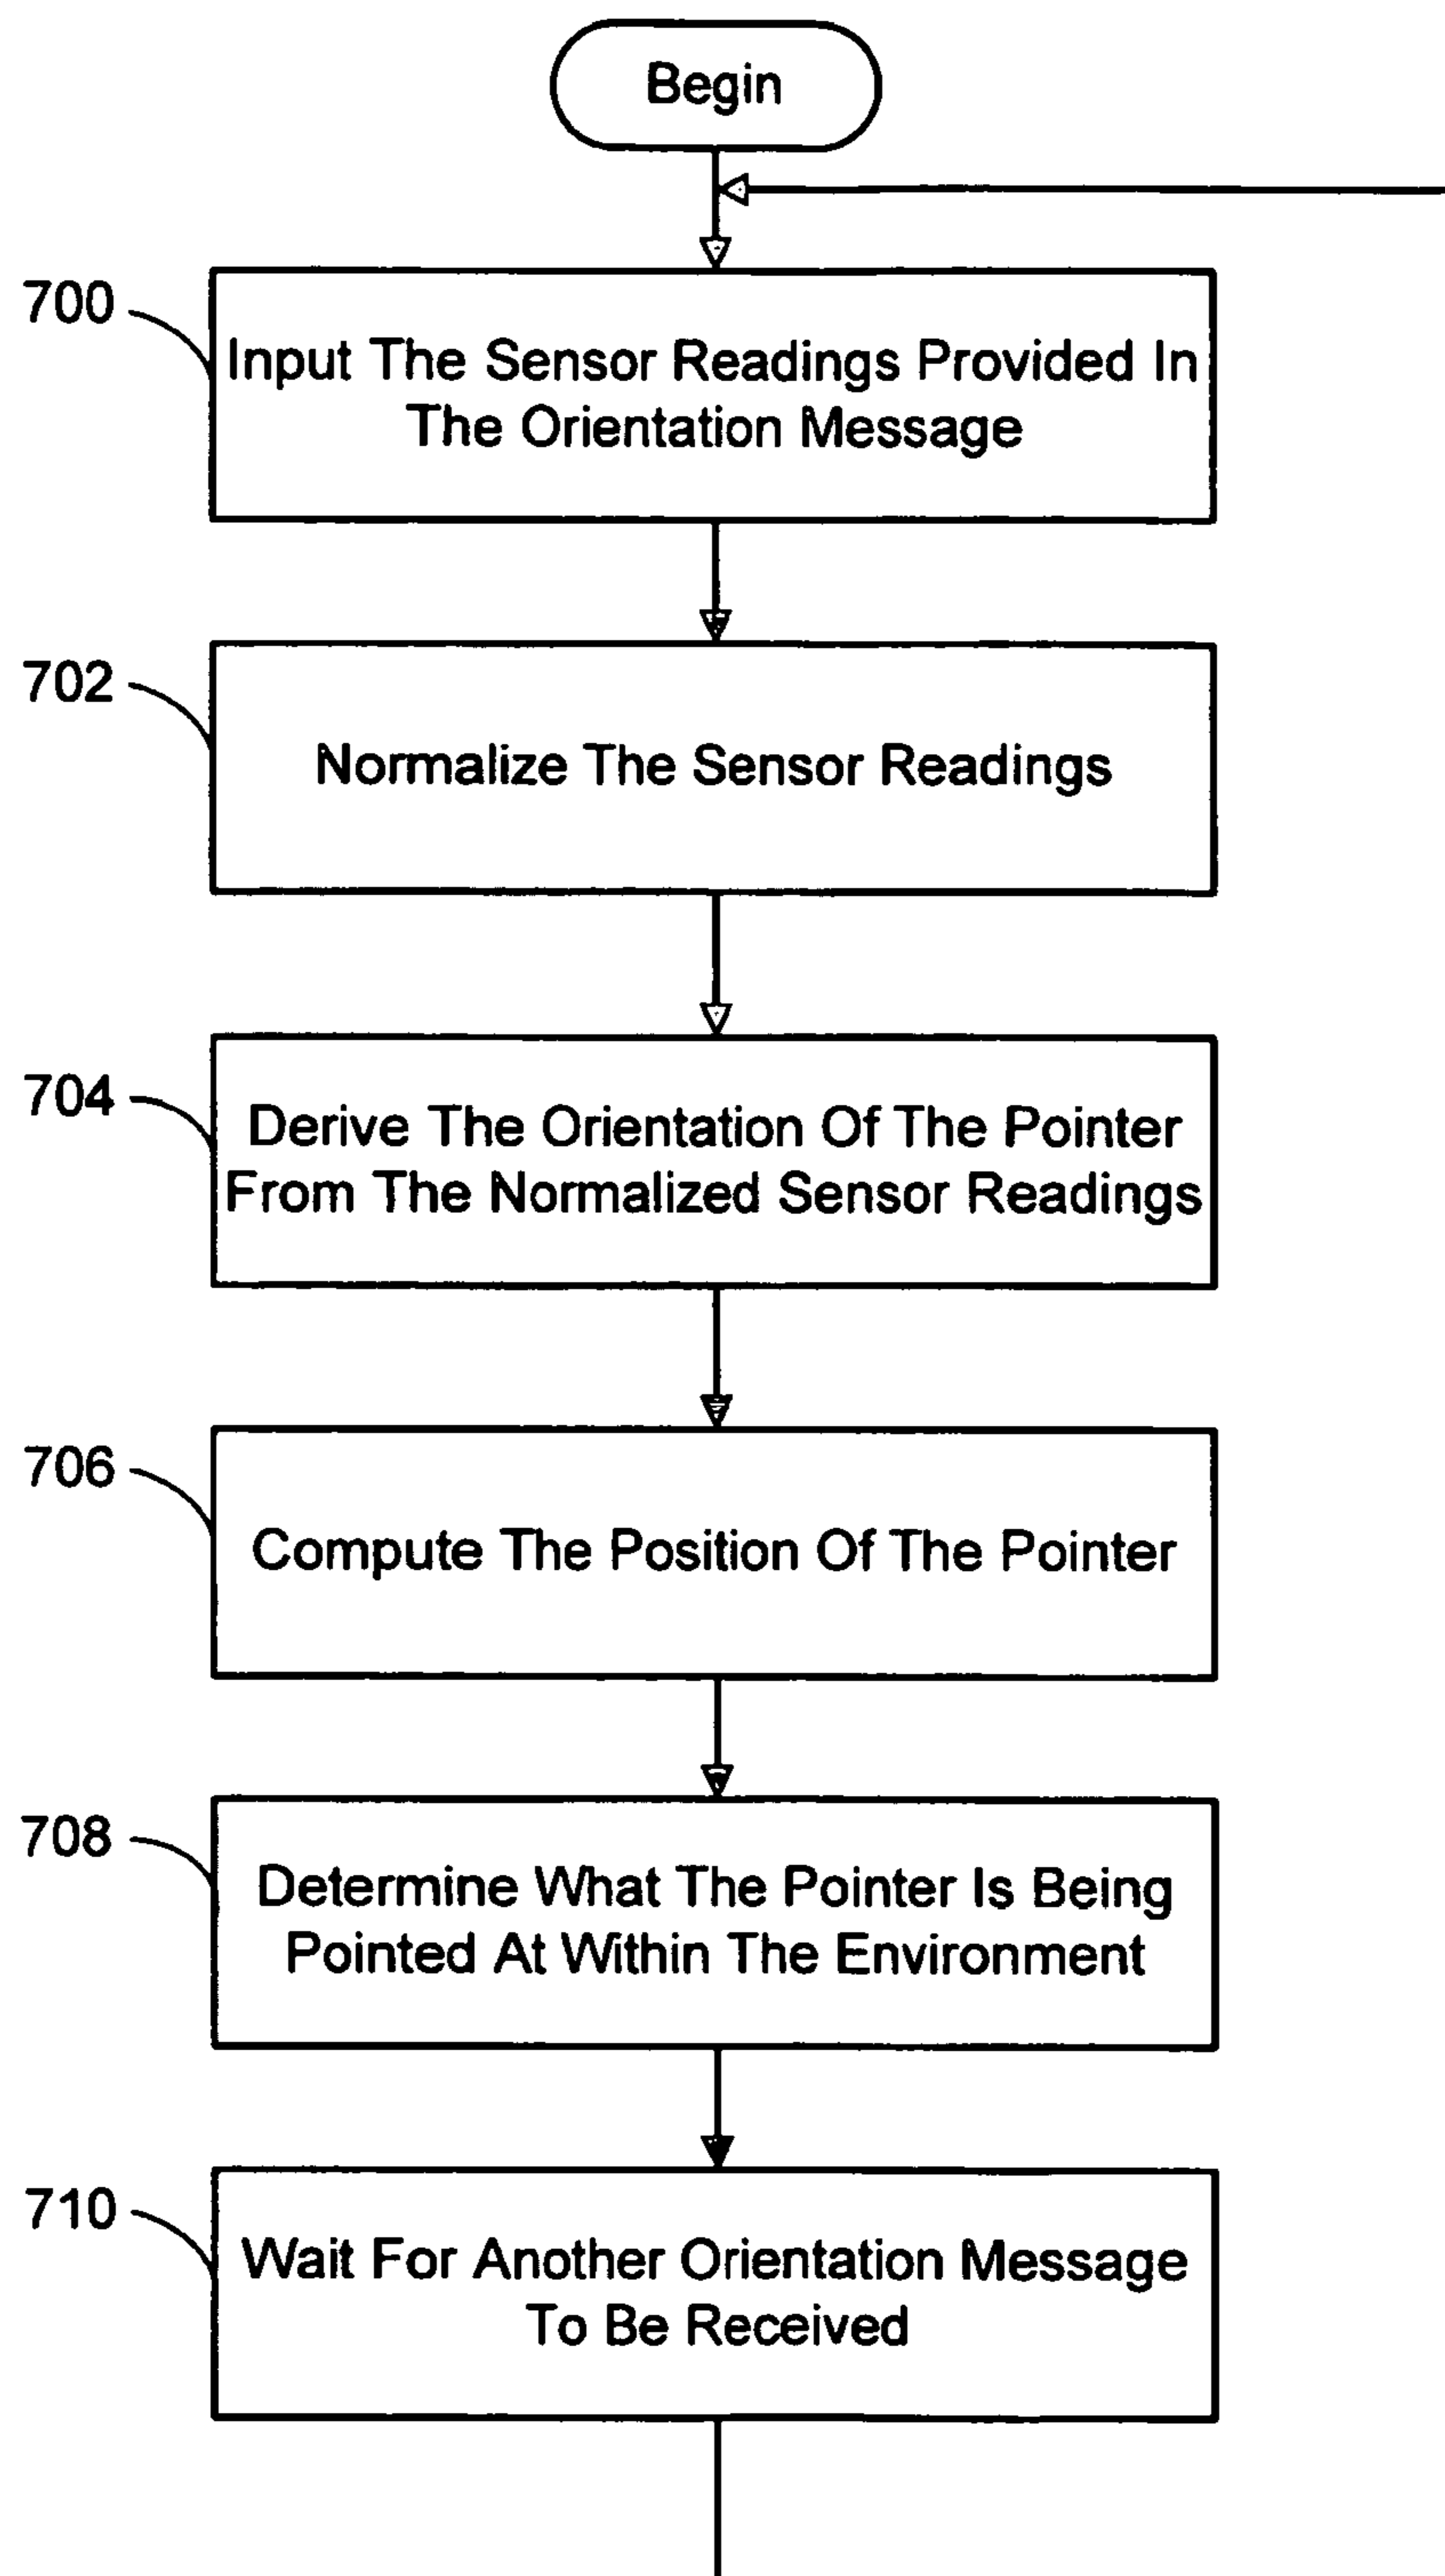 Begin
700
Input The Sensor Readings Provided In
The Orientation Message
702
Normalize The Sensor Readings
704
Derive The Orientation Of The Pointer
From The Normalized Sensor Readings
706
Compute The Position Of The Pointer
708
Determine What The Pointer Is Being
Pointed At Within The Environment
710
Wait For Another Orientation Message
To Be Received